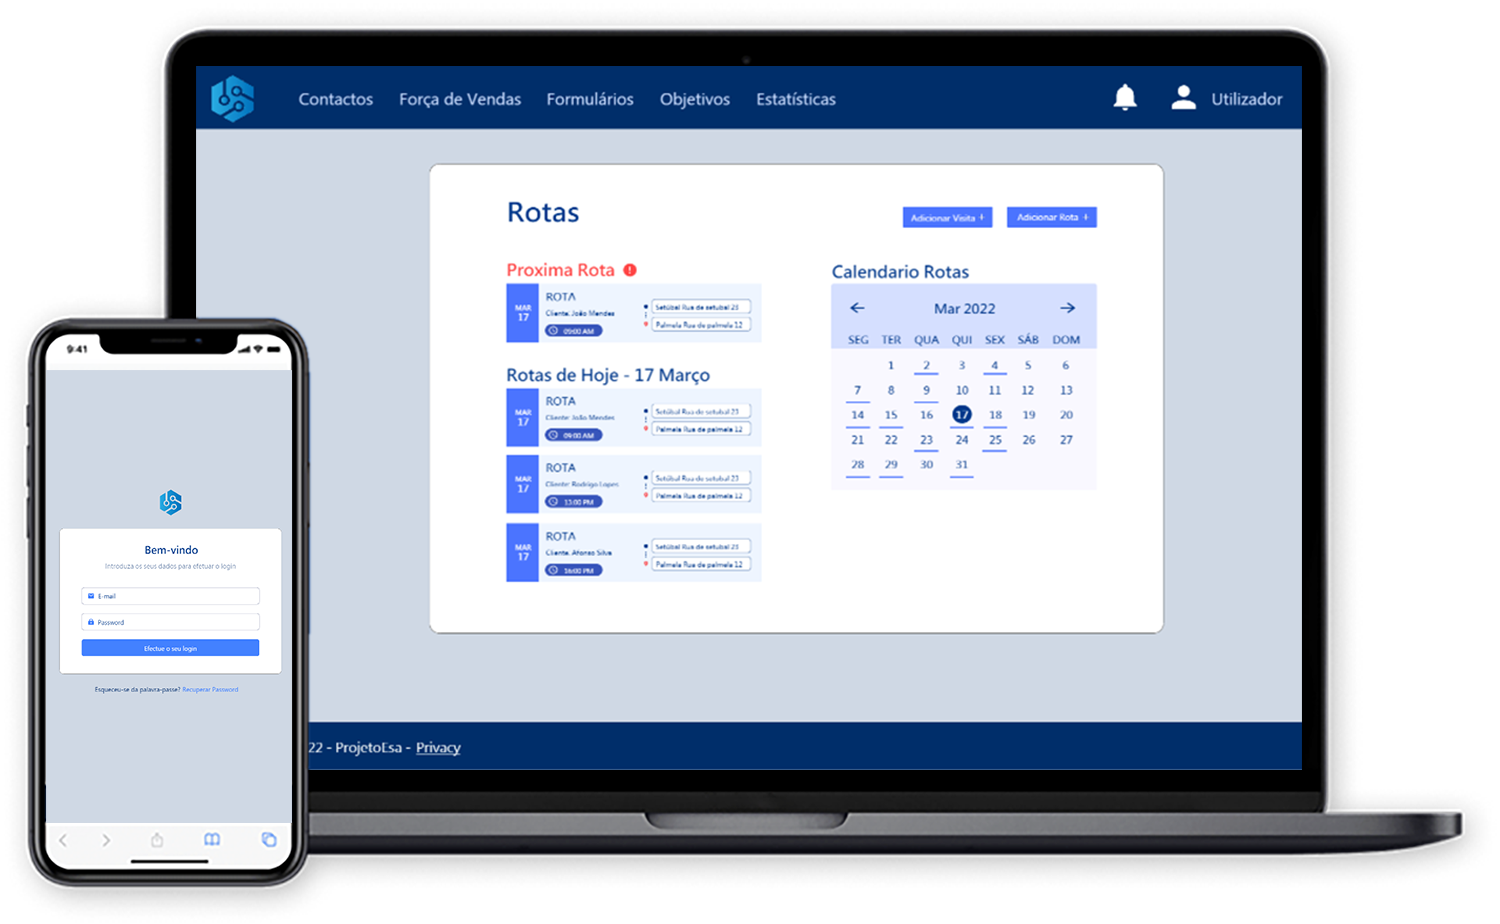 Contactos Força de Vendas Formulários Objetivos Estatísticas Utilizador
Rotas
Adicionar Visita + Adicionar Rota +
Proxima Rota
MAR
17
ROTA
Cliente: João Mendes
09:00 AM
Setúbal Rua de setubal 23
Palmela Rua de palmela 12
Rotas de Hoje - 17 Março
MAR
17
ROTA
Cliente: João Mendes
09:00 AM
Setúbal Rua de setubal 23
Palmela Rua de palmela 12
MAR
17
ROTA
Cliente: Rodrigo Lopes
13:00 PM
Setúbal Rua de setubal 23
Palmela Rua de palmela 12
MAR
17
ROTA
Cliente: Afonso Silva
16:00 PM
Setúbal Rua de setubal 23
Palmela Rua de palmela 12
Calendario Rotas
Mar 2022
SEG TER QUA QUI SEX SÁB DOM
1 2 3 4 5 6
7 8 9 10 11 12 13
14 15 16 17 18 19 20
21 22 23 24 25 26 27
28 29 30 31
22 - ProjetoEsa - Privacy
9:41
Bem-vindo
Introduza os seus dados para efetuar o login
E-mail
Password
Efectue o seu login
Esqueceu-se da palavra-passe? Recuperar Password